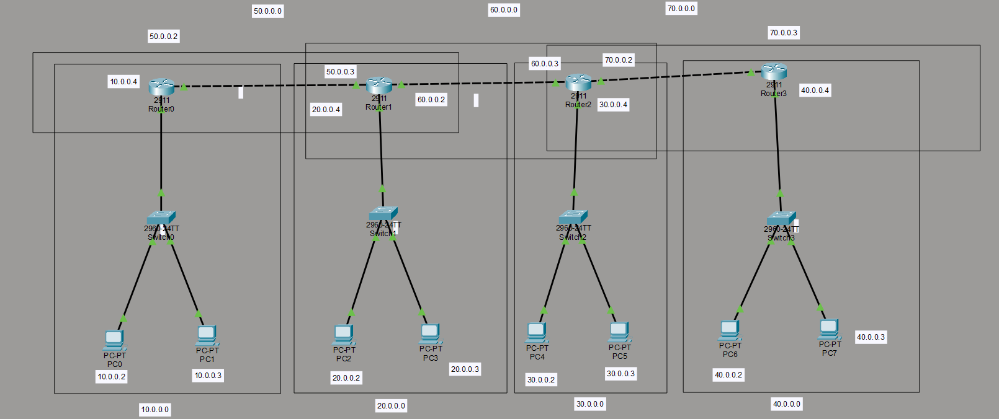 50.0.0.0
60.0.0.0
70.0.0.0
50.0.0.2
70.0.0.3
10.0.0.4
2911
Router0
50.0.0.3
20.0.0.4
2911
Router1
60.0.0.2
60.0.0.3
70.0.0.2
2911
Router2
30.0.0.4
2911
Router3
40.0.0.4
2960-24TT
Switch0
2960-24TT
Switch1
2960-24TT
Switch2
2960-24TT
Switch3
PC-PT
PC0
10.0.0.2
PC-PT
PC1
10.0.0.3
PC-PT
PC2
20.0.0.2
PC-PT
PC3
20.0.0.3
PC-PT
PC4
30.0.0.2
PC-PT
PC5
30.0.0.3
PC-PT
PC6
40.0.0.2
PC-PT
PC7
40.0.0.3
10.0.0.0
20.0.0.0
30.0.0.0
40.0.0.0